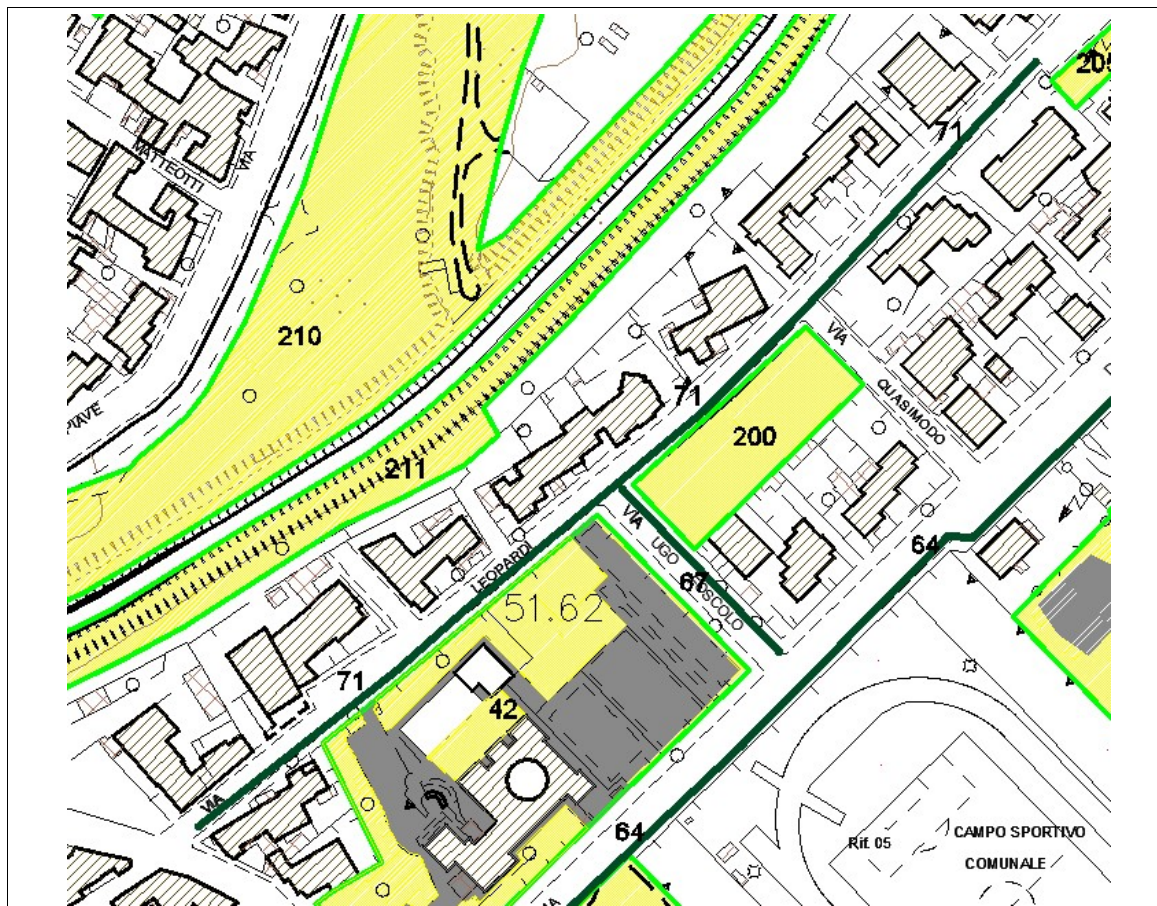 205
71
MATTEOTTI
VIA
210
VIA
PIAVE
71
QUASIMODO
200
211
VIA
64
LEOPARDI
UGO FOSCOLO
67
51.62
71
42
VIA
64
CAMPO SPORTIVO
Rif. 05
COMUNALE
VIA